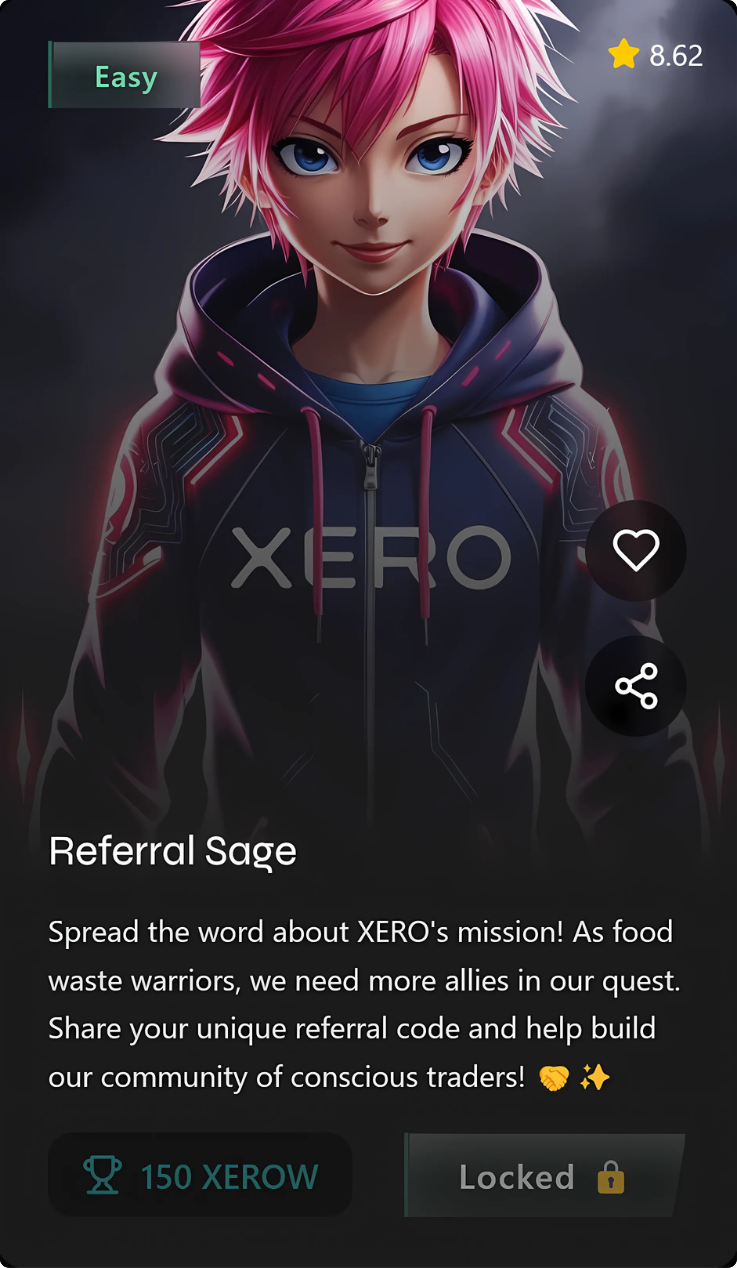 Easy
8.62
XERO
Referral Sage
Spread the word about XERO's mission! As food
waste warriors, we need more allies in our quest.
Share your unique referral code and help build
our community of conscious traders! 🤝 ✨
150 XEROW
Locked 🔒